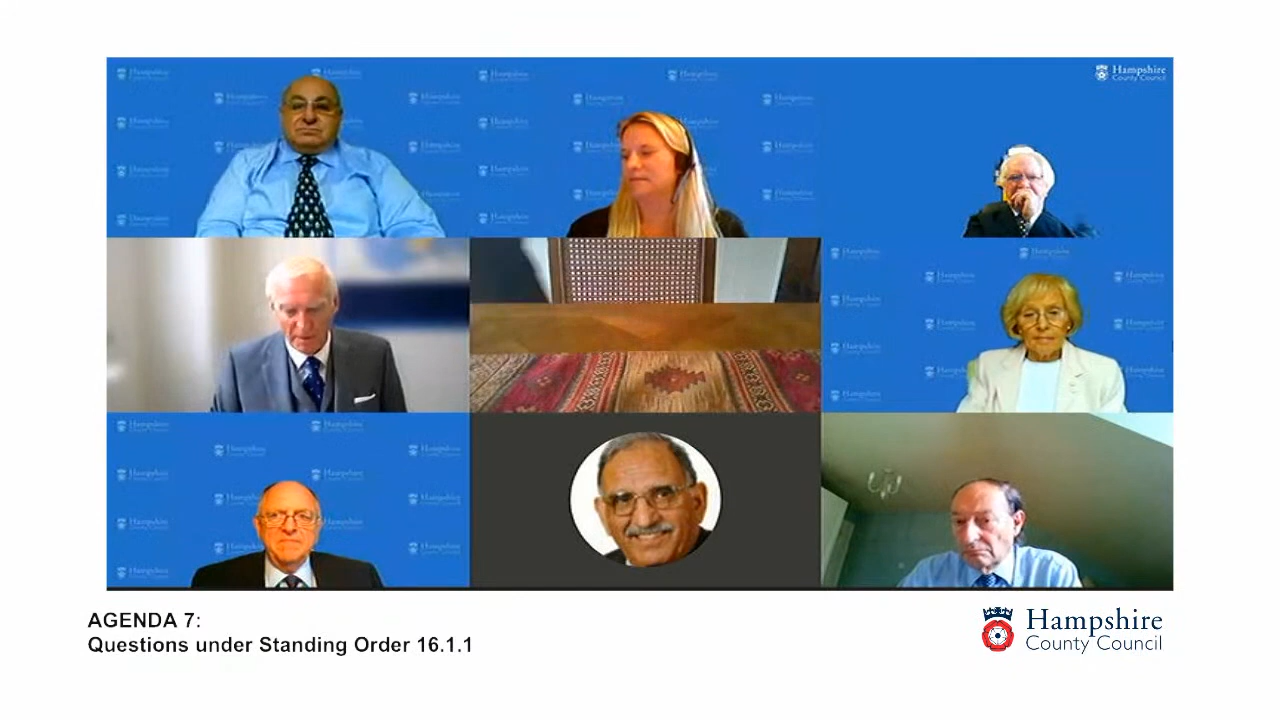 Hampshire
County Council
AGENDA 7:
Questions under Standing Order 16.1.1
Hampshire
County Council